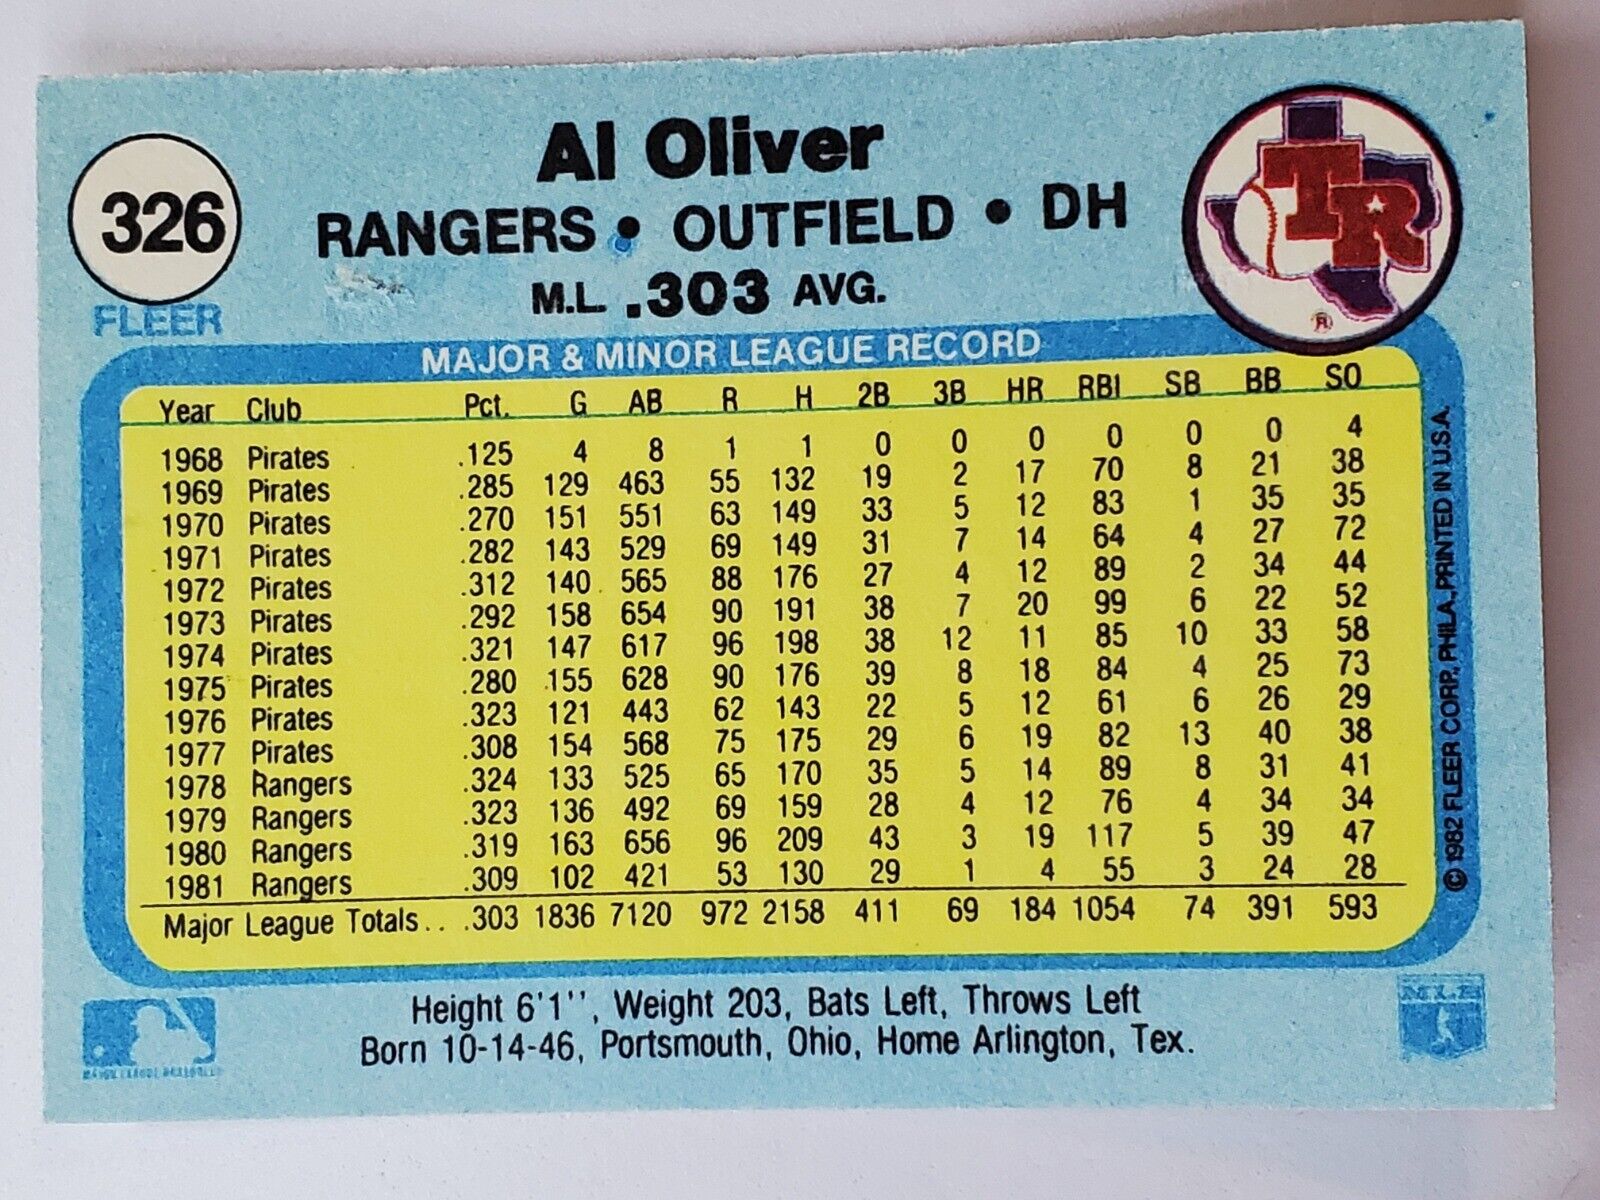 326
FLEER
Al Oliver
RANGERS • OUTFIELD • DH
M.L. .303 AVG.
TR
®
MAJOR & MINOR LEAGUE RECORD
Year Club Pct. G AB R H 2B 3B HR RBI SB BB SO
1968 Pirates .125 4 8 1 1 0 0 0 0 0 0 4
1969 Pirates .285 129 463 55 132 19 2 17 70 8 21 38
1970 Pirates .270 151 551 63 149 33 5 12 83 1 35 35
1971 Pirates .282 143 529 69 149 31 7 14 64 4 27 72
1972 Pirates .312 140 565 88 176 27 4 12 89 2 34 44
1973 Pirates .292 158 654 90 191 38 7 20 99 6 22 52
1974 Pirates .321 147 617 96 198 38 12 11 85 10 33 58
1975 Pirates .280 155 628 90 176 39 8 18 84 4 25 73
1976 Pirates .323 121 443 62 143 22 5 12 61 6 26 29
1977 Pirates .308 154 568 75 175 29 6 19 82 13 40 38
1978 Rangers .324 133 525 65 170 35 5 14 89 8 31 41
1979 Rangers .323 136 492 69 159 28 4 12 76 4 34 34
1980 Rangers .319 163 656 96 209 43 3 19 117 5 39 47
1981 Rangers .309 102 421 53 130 29 1 4 55 3 24 28
Major League Totals... .303 1836 7120 972 2158 411 69 184 1054 74 391 593
© 1982 FLEER CORP., PHILA., PRINTED IN U.S.A.
Height 6'1'', Weight 203, Bats Left, Throws Left
Born 10-14-46, Portsmouth, Ohio, Home Arlington, Tex.
MAJOR LEAGUE BASEBALL